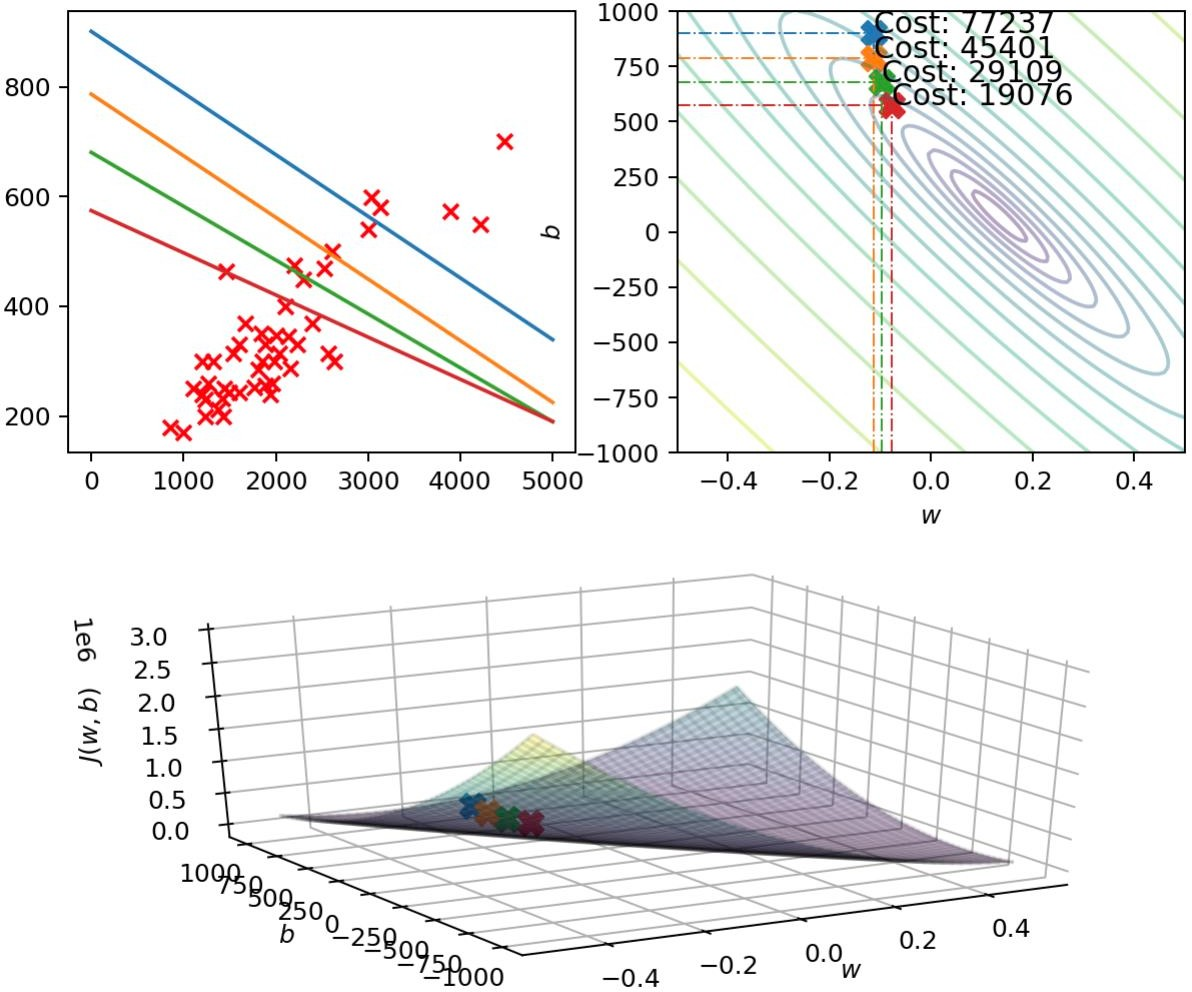 800
600
400
200
0 1000 2000 3000 4000 5000
1000
750
500
250
0
−250
−500
−750
−1000
b
Cost: 77237
Cost: 45401
Cost: 29109
Cost: 19076
−0.4 −0.2 0.0 0.2 0.4
w
1e6
J(w,b)
3.0
2.5
2.0
1.5
1.0
0.5
0.0
1000
750
500
250
0
−250
−500
−750
−1000
b
−0.4 −0.2 0.0 0.2 0.4
w